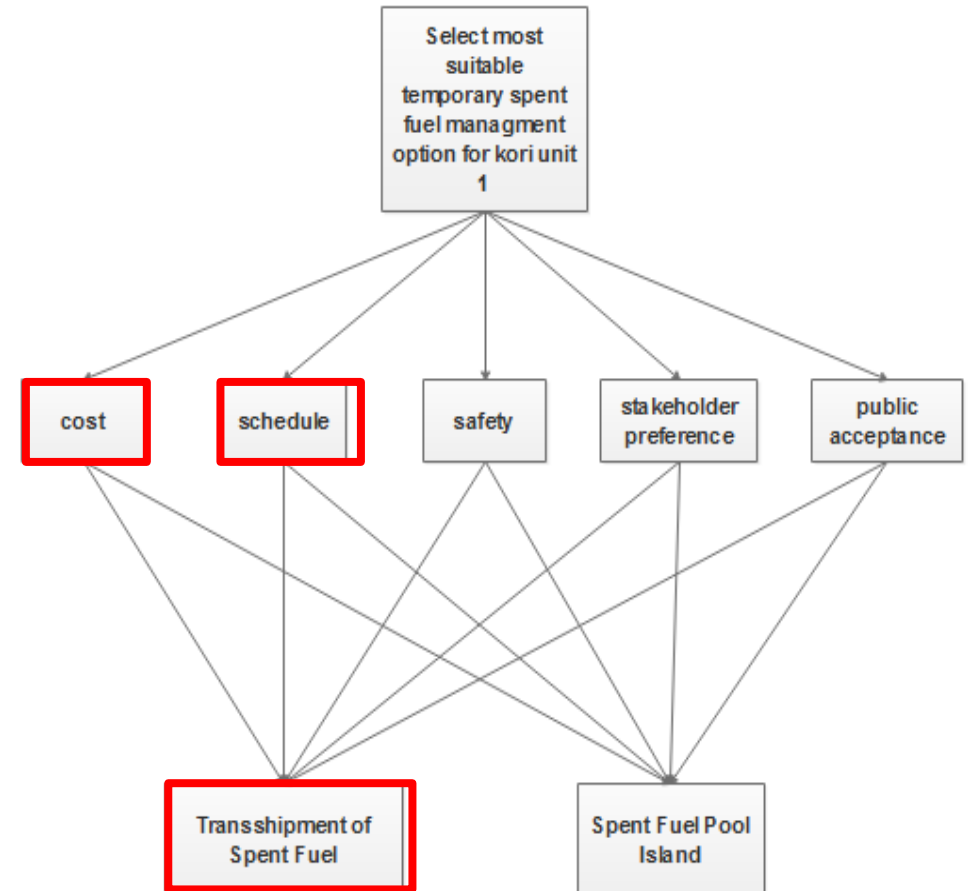 Select most
suitable
temporary spent
fuel managment
option for kori unit
1
cost
schedule
safety
stakeholder
preference
public
acceptance
Transshipment of
Spent Fuel
Spent Fuel Pool
Island